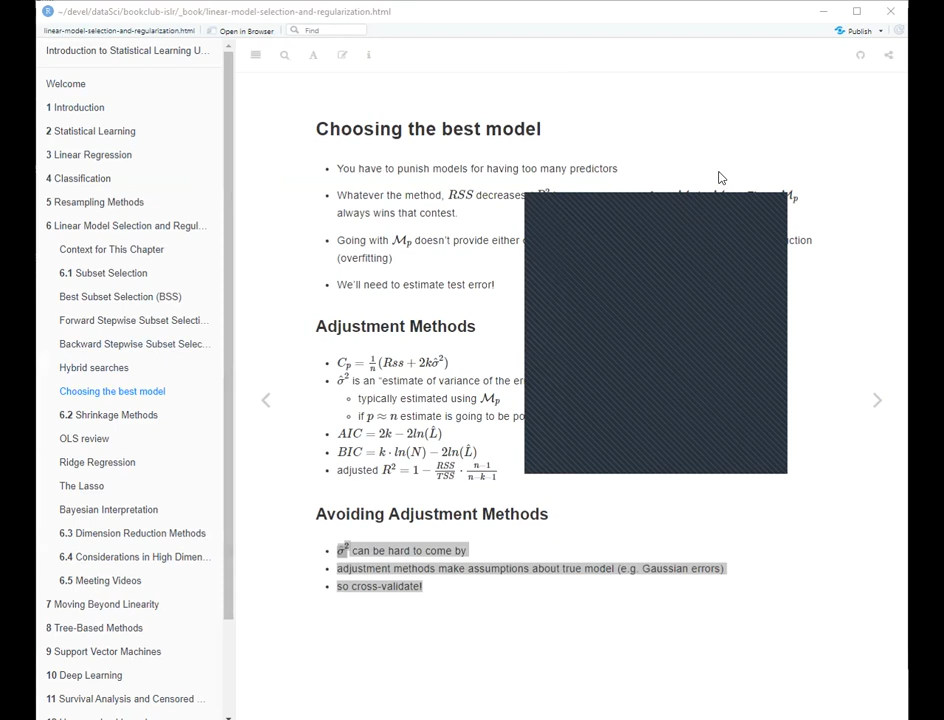 ~/devel/dataSci/bookclub-islr/_book/linear-model-selection-and-regularization.html
linear-model-selection-and-regularization.html
Open in Browser
Find
Publish
Introduction to Statistical Learning U...
Welcome
1 Introduction
2 Statistical Learning
3 Linear Regression
4 Classification
5 Resampling Methods
6 Linear Model Selection and Regul...
Context for This Chapter
6.1 Subset Selection
Best Subset Selection (BSS)
Forward Stepwise Subset Selecti...
Backward Stepwise Subset Selec...
Hybrid searches
Choosing the best model
6.2 Shrinkage Methods
OLS review
Ridge Regression
The Lasso
Bayesian Interpretation
6.3 Dimension Reduction Methods
6.4 Considerations in High Dimen...
6.5 Meeting Videos
7 Moving Beyond Linearity
8 Tree-Based Methods
9 Support Vector Machines
10 Deep Learning
11 Survival Analysis and Censored ...
Choosing the best model
• You have to punish models for having too many predictors
• Whatever the method, RSS decreases
always wins that contest.
• Going with 𝓜ₚ doesn't provide either
(overfitting)
• We'll need to estimate test error!
Adjustment Methods
• Cₚ = 1/n (Rss + 2kσ̂²)
• σ̂² is an "estimate of variance of the
◦ typically estimated using 𝓜ₚ
◦ if p ≈ n estimate is going to be
• AIC = 2k − 2ln(L̂)
• BIC = k · ln(N) − 2ln(L̂)
• adjusted R² = 1 − RSS/TSS · n−1/n−k−1
Avoiding Adjustment Methods
• σ̂² can be hard to come by
• adjustment methods make assumptions about true model (e.g. Gaussian errors)
• so cross-validate!